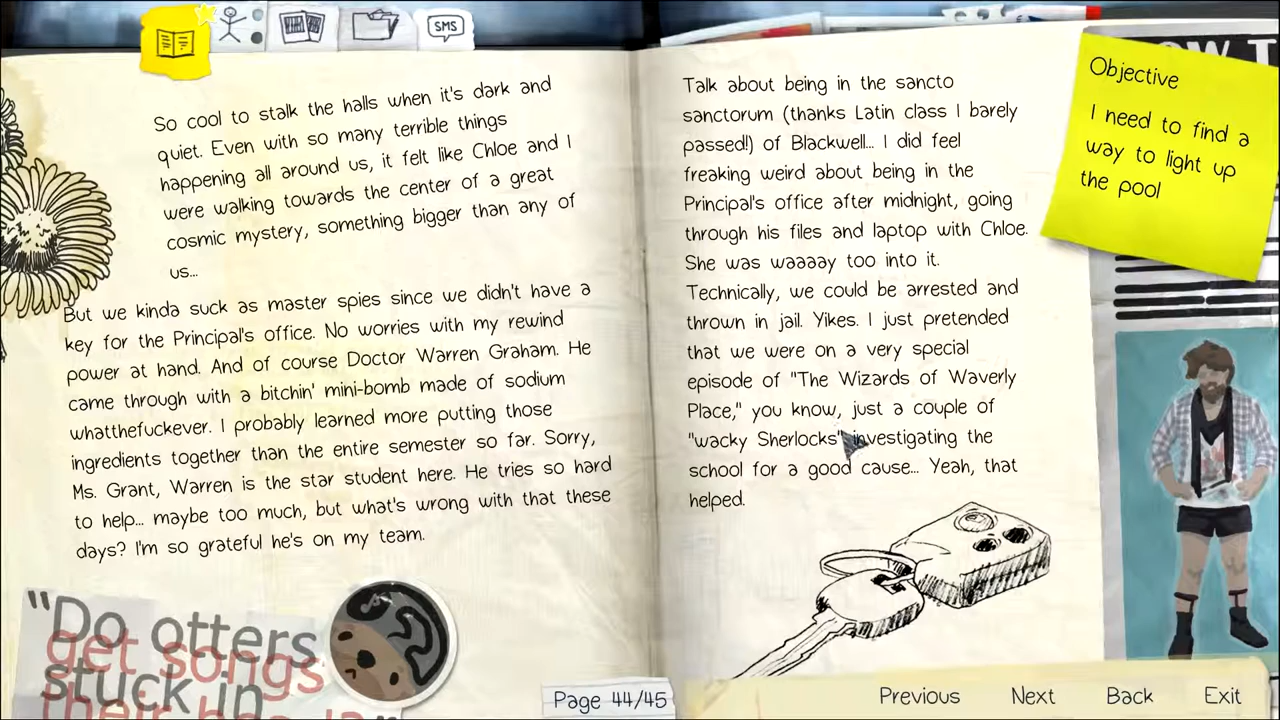 SMS
So cool to stalk the halls when it's dark and
quiet. Even with so many terrible things
happening all around us, it felt like Chloe and I
were walking towards the center of a great
cosmic mystery, something bigger than any of
us...
But we kinda suck as master spies since we didn't have a
key for the Principal's office. No worries with my rewind
power at hand. And of course Doctor Warren Graham. He
came through with a bitchin' mini-bomb made of sodium
whatthefuckever. I probably learned more putting those
ingredients together than the entire semester so far. Sorry,
Ms. Grant, Warren is the star student here. He tries so hard
to help... maybe too much, but what's wrong with that these
days? I'm so grateful he's on my team.
"Do otters
get songs
stuck in
their heads?"
Talk about being in the sancto
sanctorum (thanks Latin class I barely
passed!) of Blackwell... I did feel
freaking weird about being in the
Principal's office after midnight, going
through his files and laptop with Chloe.
She was waaaay too into it.
Technically, we could be arrested and
thrown in jail. Yikes. I just pretended
that we were on a very special
episode of "The Wizards of Waverly
Place," you know, just a couple of
"wacky Sherlocks" investigating the
school for a good cause... Yeah, that
helped.
Objective
I need to find a
way to light up
the pool
Page 44/45
Previous Next Back Exit